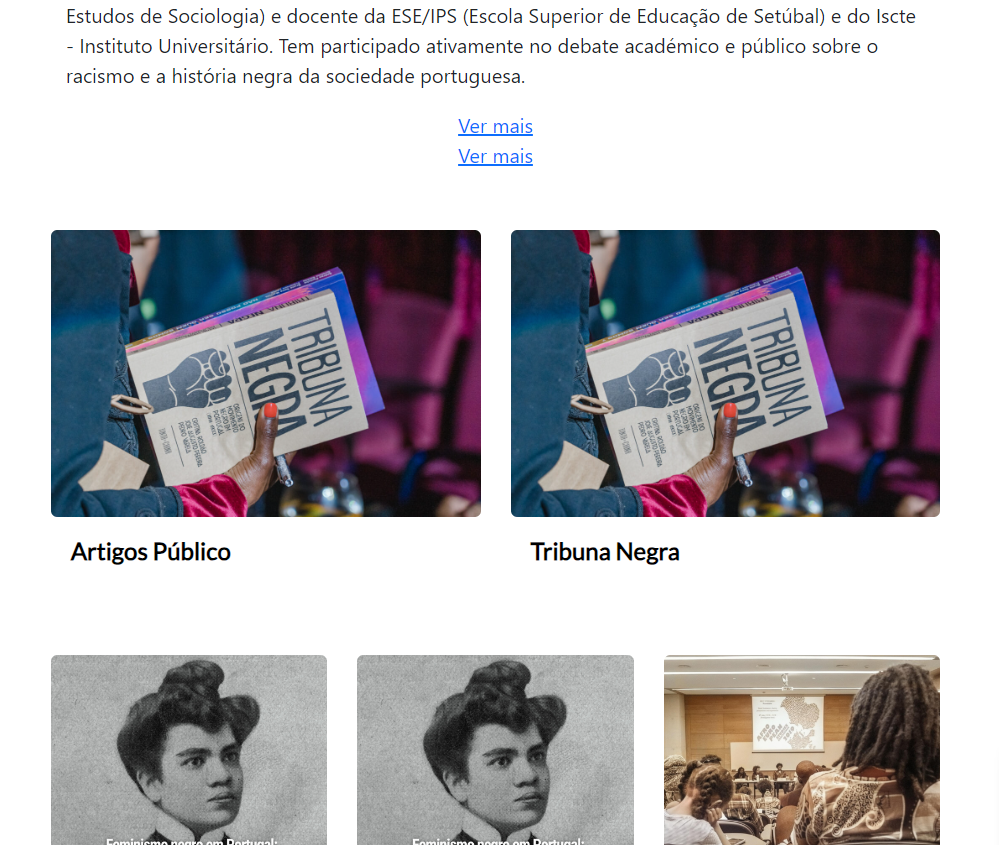 Estudos de Sociologia) e docente da ESE/IPS (Escola Superior de Educação de Setúbal) e do Iscte
- Instituto Universitário. Tem participado ativamente no debate académico e público sobre o
racismo e a história negra da sociedade portuguesa.
Ver mais
Ver mais
TRIBUNA
NEGRA
TRIBUNA
NEGRA
Artigos Público
Tribuna Negra
Feminismo negro em Portugal:
Feminismo negro em Portugal: